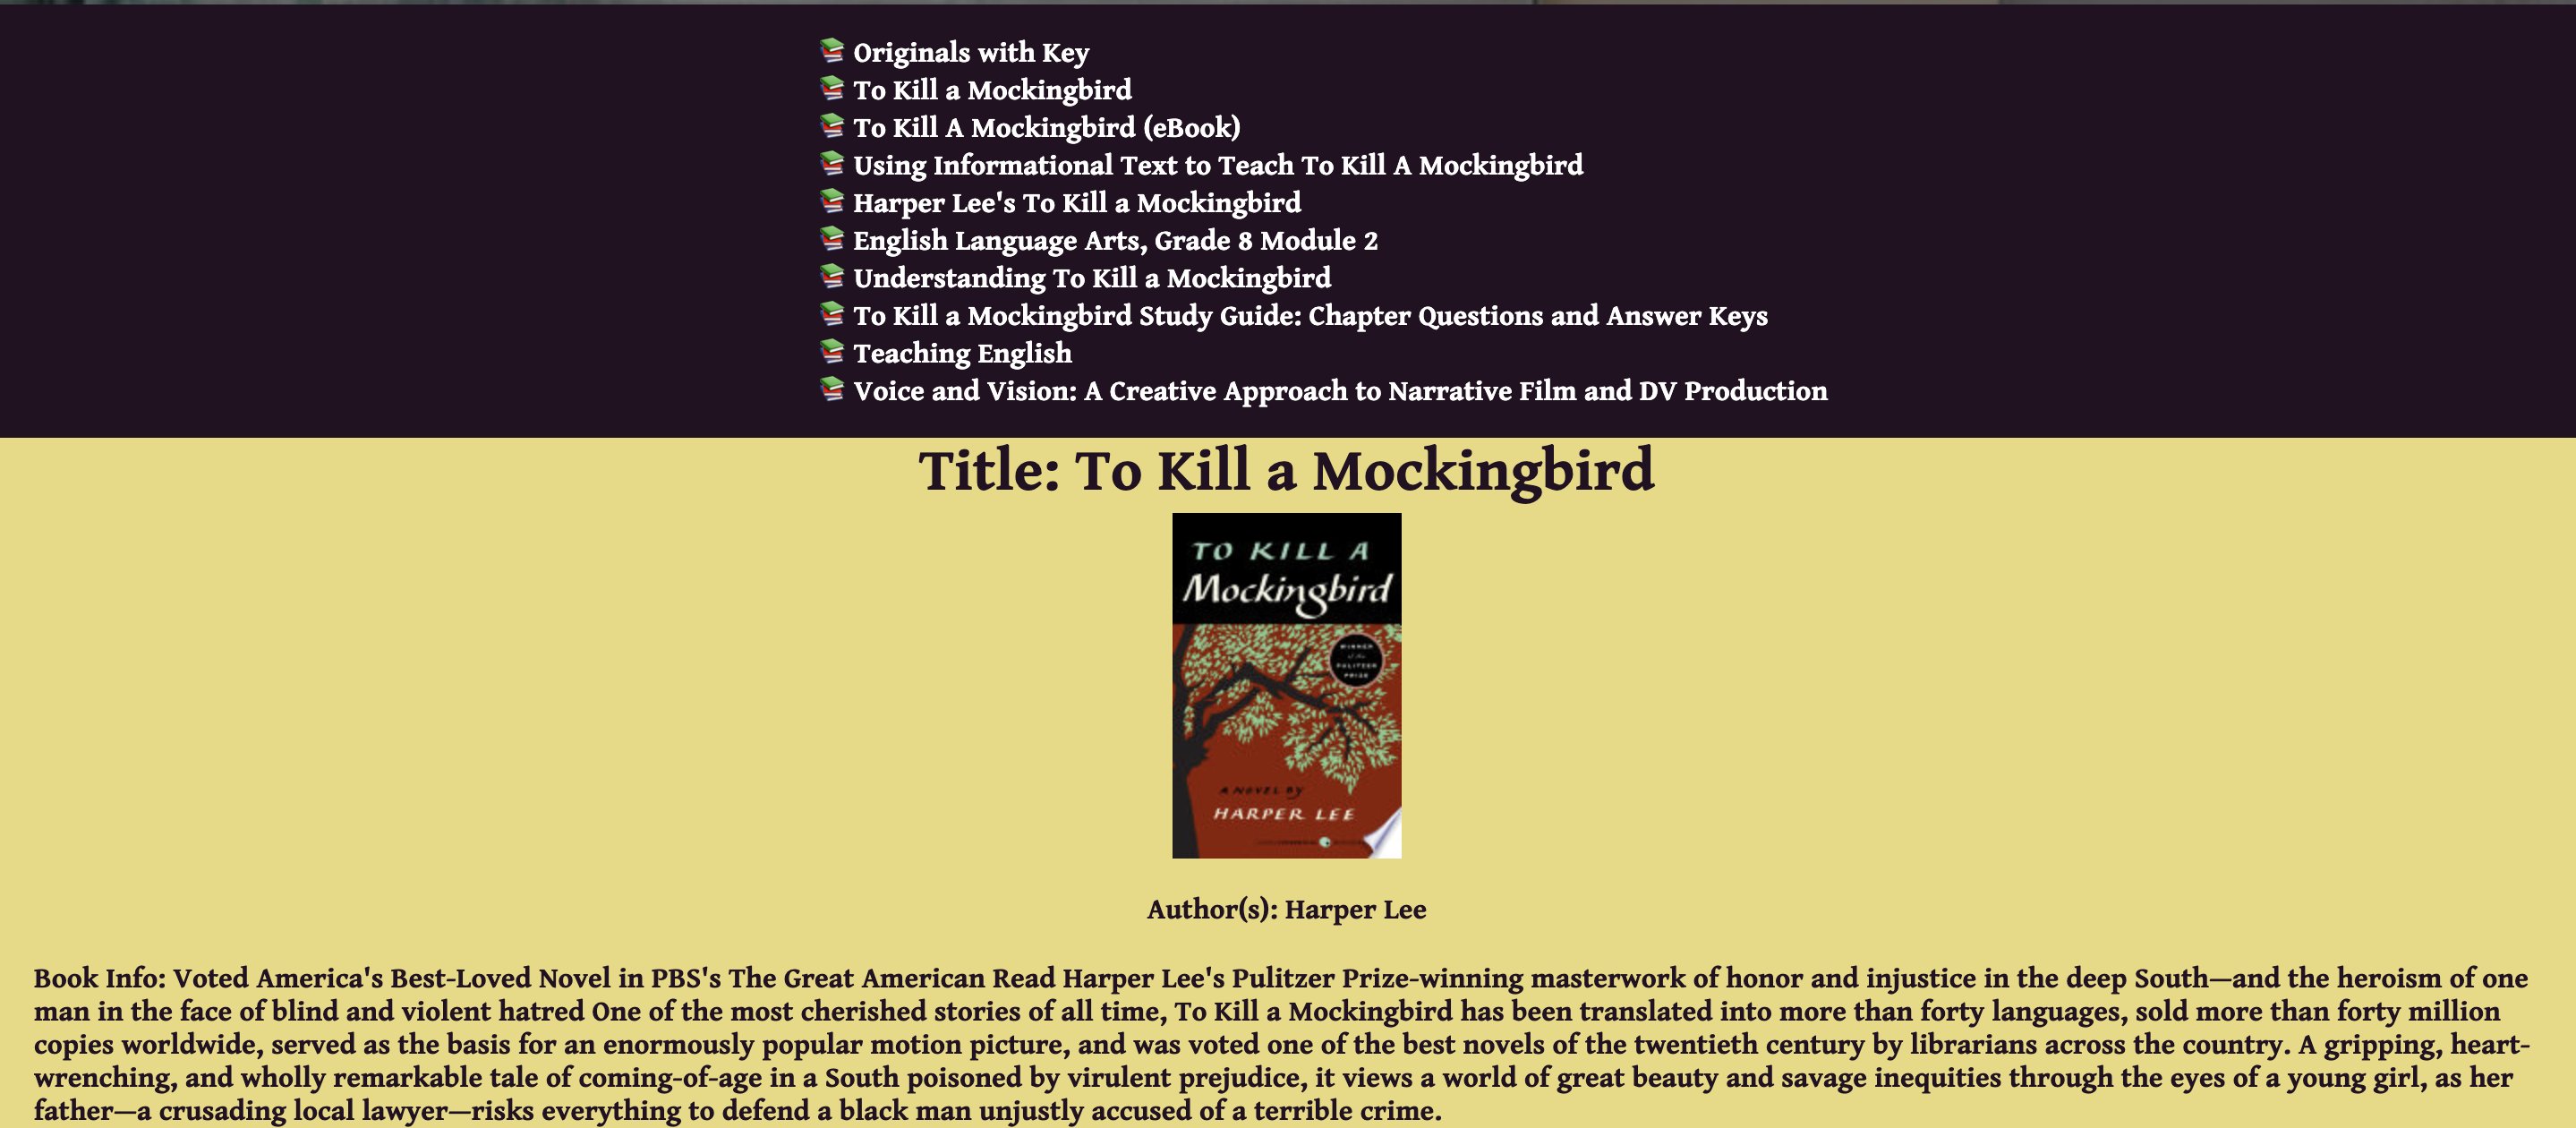 Originals with Key
To Kill a Mockingbird
To Kill A Mockingbird (eBook)
Using Informational Text to Teach To Kill A Mockingbird
Harper Lee's To Kill a Mockingbird
English Language Arts, Grade 8 Module 2
Understanding To Kill a Mockingbird
To Kill a Mockingbird Study Guide: Chapter Questions and Answer Keys
Teaching English
Voice and Vision: A Creative Approach to Narrative Film and DV Production
Title: To Kill a Mockingbird
TO KILL A
Mockingbird
WINNER
of the
PULITZER
PRIZE
A NOVEL BY
HARPER LEE
Author(s): Harper Lee
Book Info: Voted America's Best-Loved Novel in PBS's The Great American Read Harper Lee's Pulitzer Prize-winning masterwork of honor and injustice in the deep South—and the heroism of one
man in the face of blind and violent hatred One of the most cherished stories of all time, To Kill a Mockingbird has been translated into more than forty languages, sold more than forty million
copies worldwide, served as the basis for an enormously popular motion picture, and was voted one of the best novels of the twentieth century by librarians across the country. A gripping, heart-
wrenching, and wholly remarkable tale of coming-of-age in a South poisoned by virulent prejudice, it views a world of great beauty and savage inequities through the eyes of a young girl, as her
father—a crusading local lawyer—risks everything to defend a black man unjustly accused of a terrible crime.